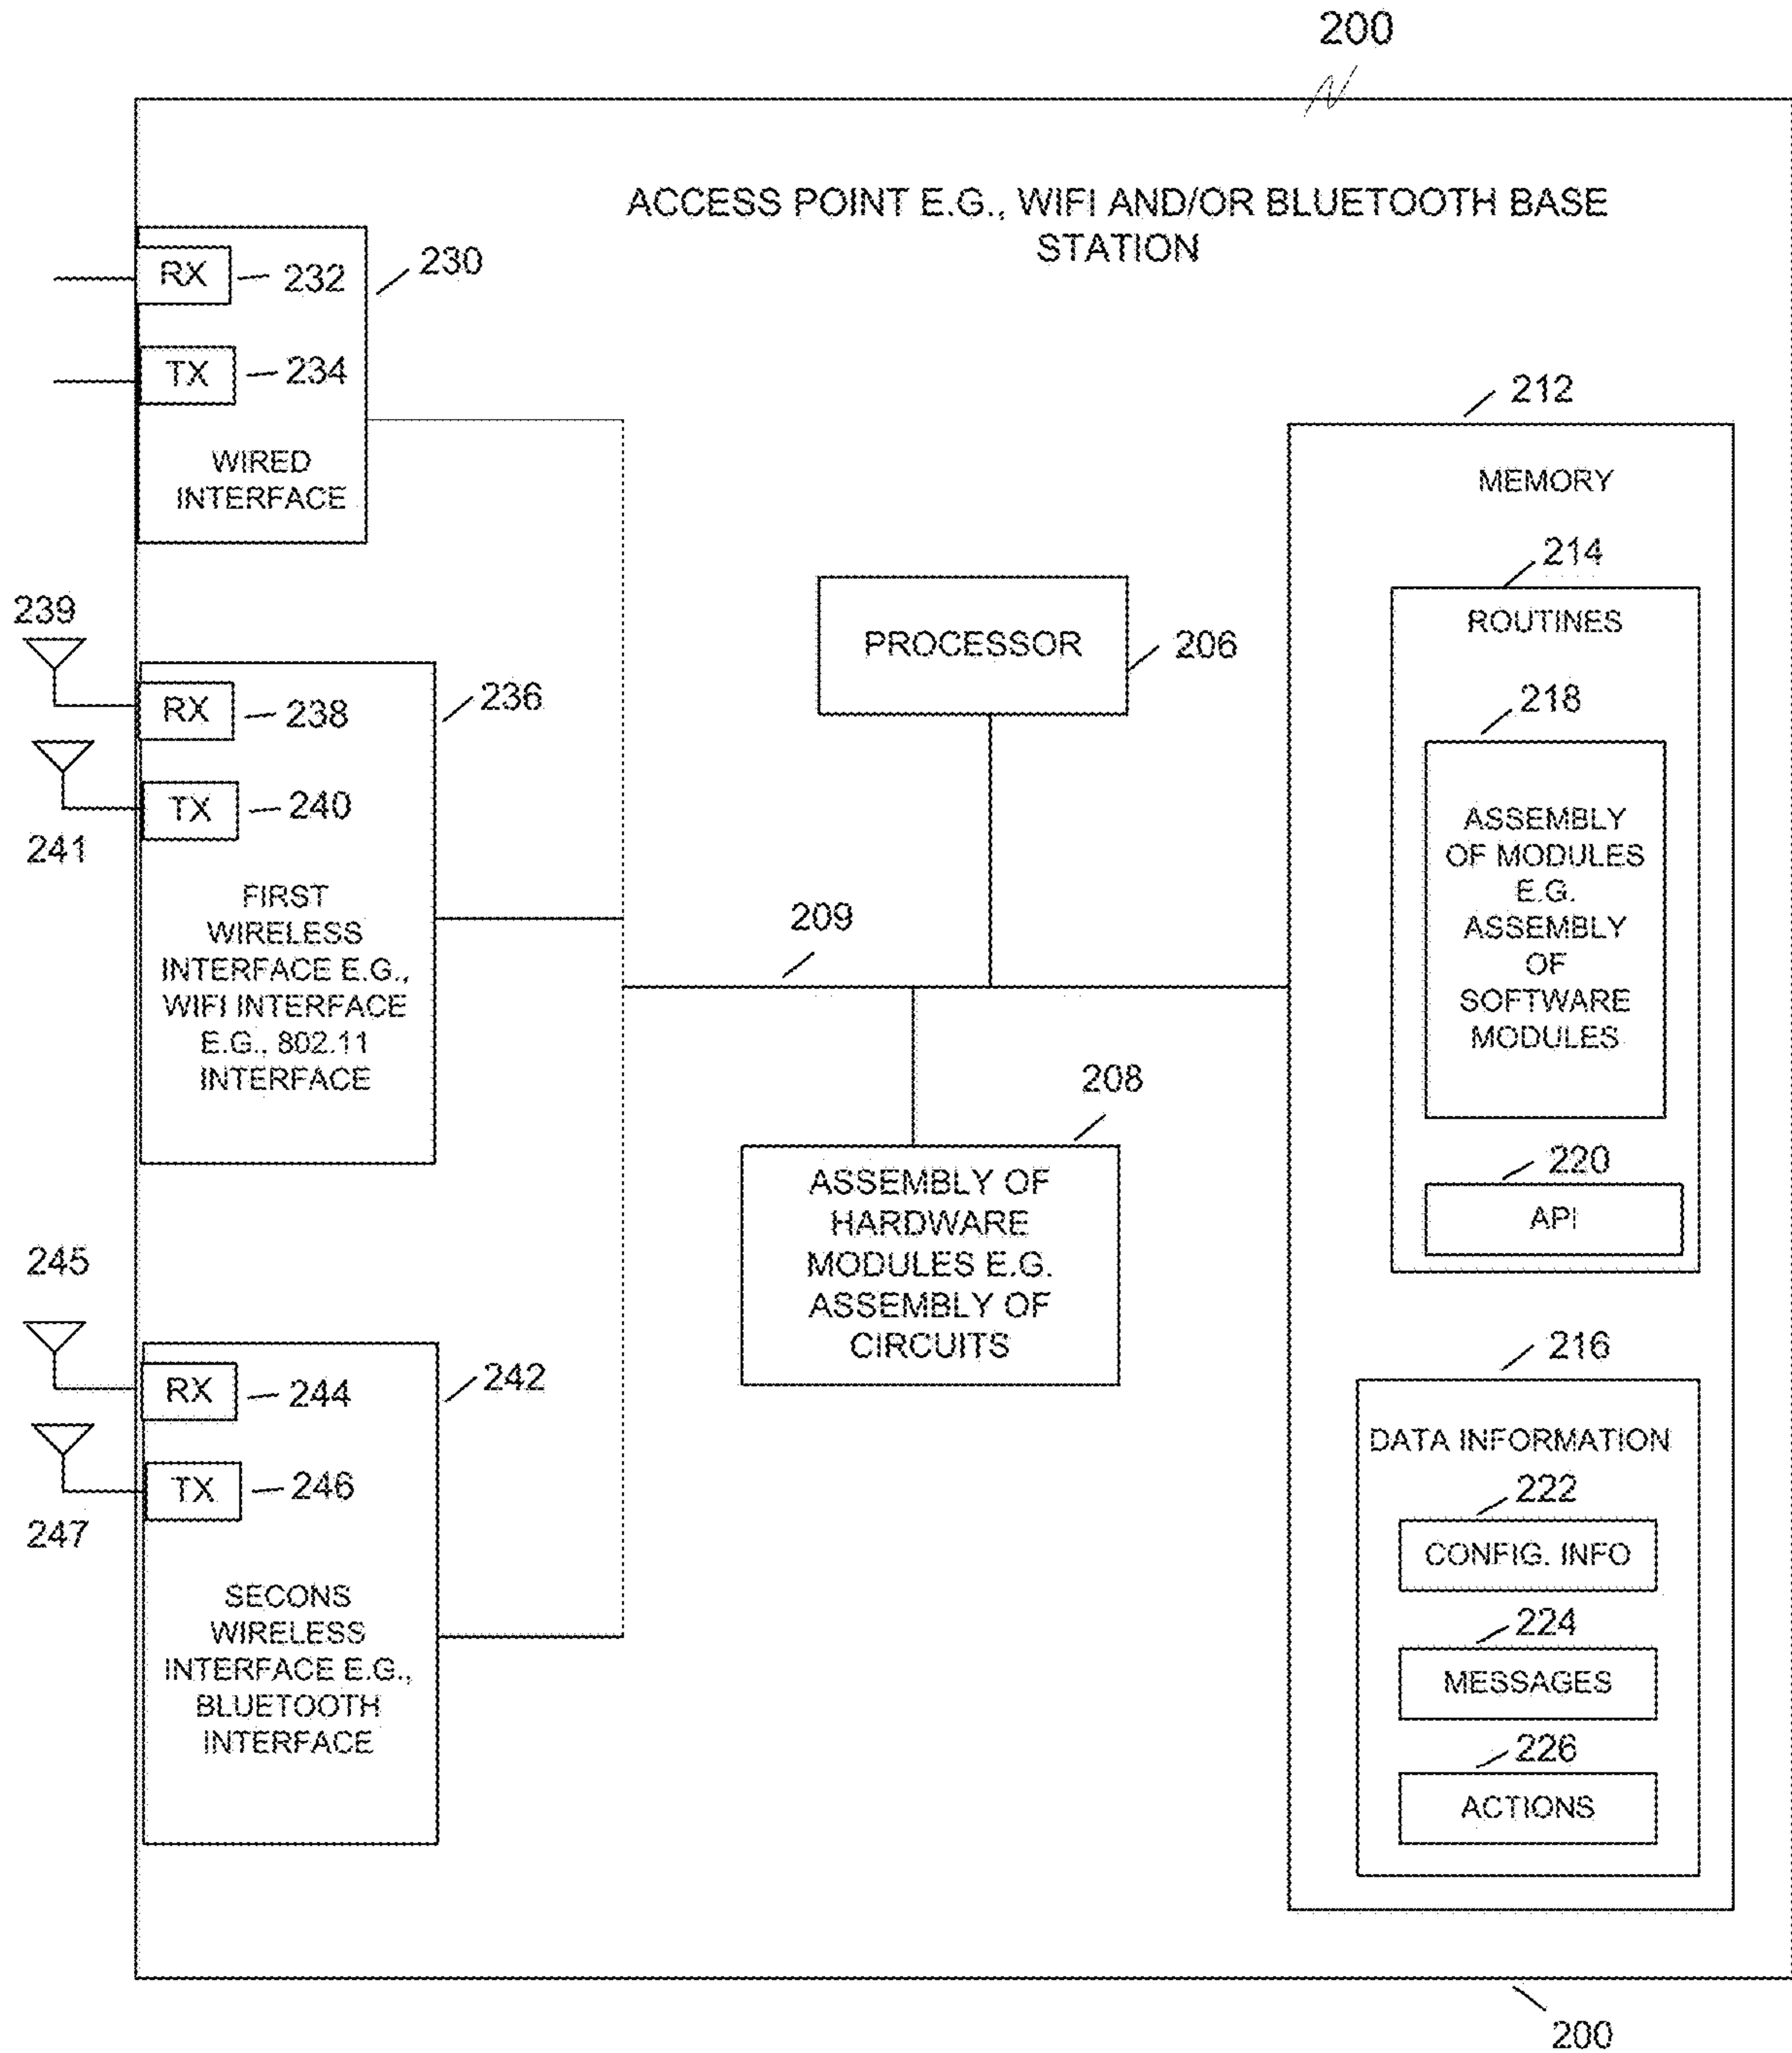 200
ACCESS POINT E.G., WIFI AND/OR BLUETOOTH BASE
STATION
RX
232
230
TX
234
WIRED
INTERFACE
239
RX
238
236
TX
240
241
FIRST
WIRELESS
INTERFACE E.G.,
WIFI INTERFACE
E.G., 802.11
INTERFACE
245
RX
244
242
TX
246
247
SECONS
WIRELESS
INTERFACE E.G.,
BLUETOOTH
INTERFACE
PROCESSOR
206
209
208
ASSEMBLY OF
HARDWARE
MODULES E.G.
ASSEMBLY OF
CIRCUITS
212
MEMORY
214
ROUTINES
218
ASSEMBLY
OF MODULES
E.G.
ASSEMBLY
OF
SOFTWARE
MODULES
220
API
216
DATA INFORMATION
222
CONFIG. INFO
224
MESSAGES
226
ACTIONS
200